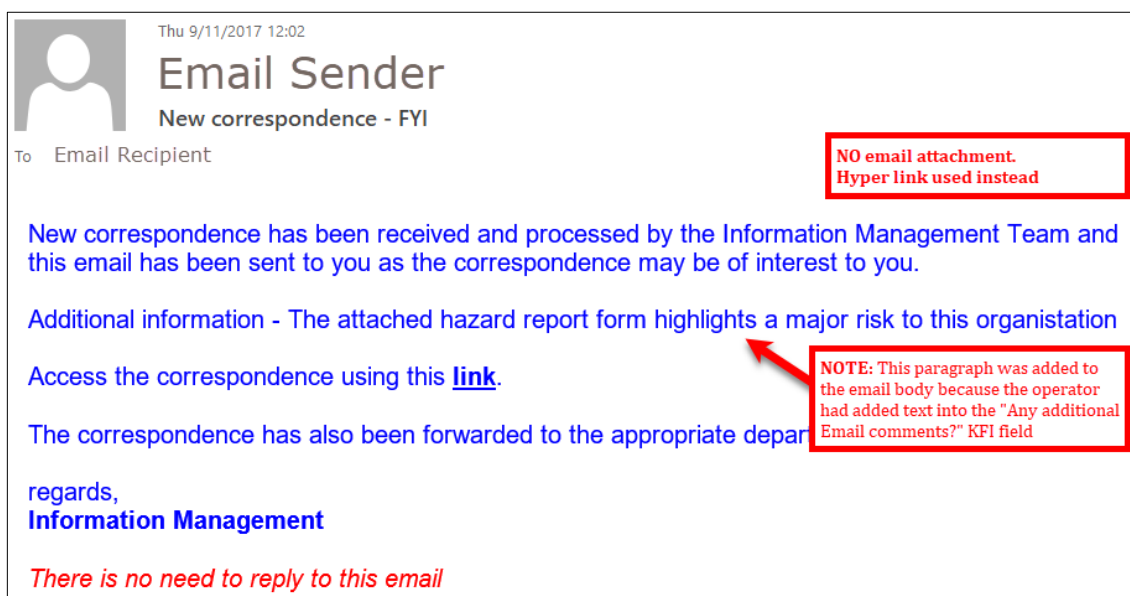 Thu 9/11/2017 12:02
Email Sender
New correspondence - FYI
To Email Recipient
NO email attachment.
Hyper link used instead
New correspondence has been received and processed by the Information Management Team and
this email has been sent to you as the correspondence may be of interest to you.
Additional information - The attached hazard report form highlights a major risk to this organistation
Access the correspondence using this link.
NOTE: This paragraph was added to
the email body because the operator
had added text into the "Any additional
Email comments?" KFI field
The correspondence has also been forwarded to the appropriate
regards,
Information Management
There is no need to reply to this email